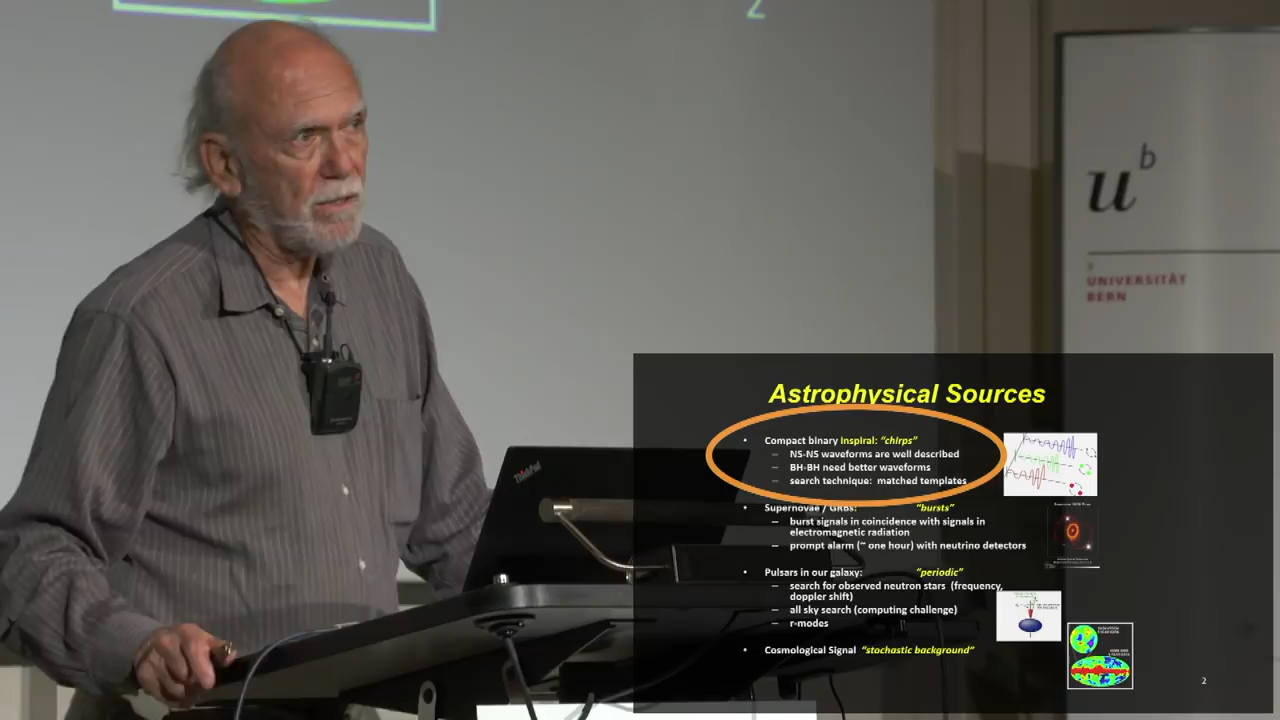 2
u
b
UNIVERSITÄT
BERN
ThinkPad
Astrophysical Sources
• Compact binary inspiral: “chirps”
– NS-NS waveforms are well described
– BH-BH need better waveforms
– search technique: matched templates
• Supernovae / GRBs: “bursts”
– burst signals in coincidence with signals in
electromagnetic radiation
– prompt alarm (~ one hour) with neutrino detectors
• Pulsars in our galaxy: “periodic”
– search for observed neutron stars (frequency,
doppler shift)
– all sky search (computing challenge)
– r-modes
• Cosmological Signal “stochastic background”
2